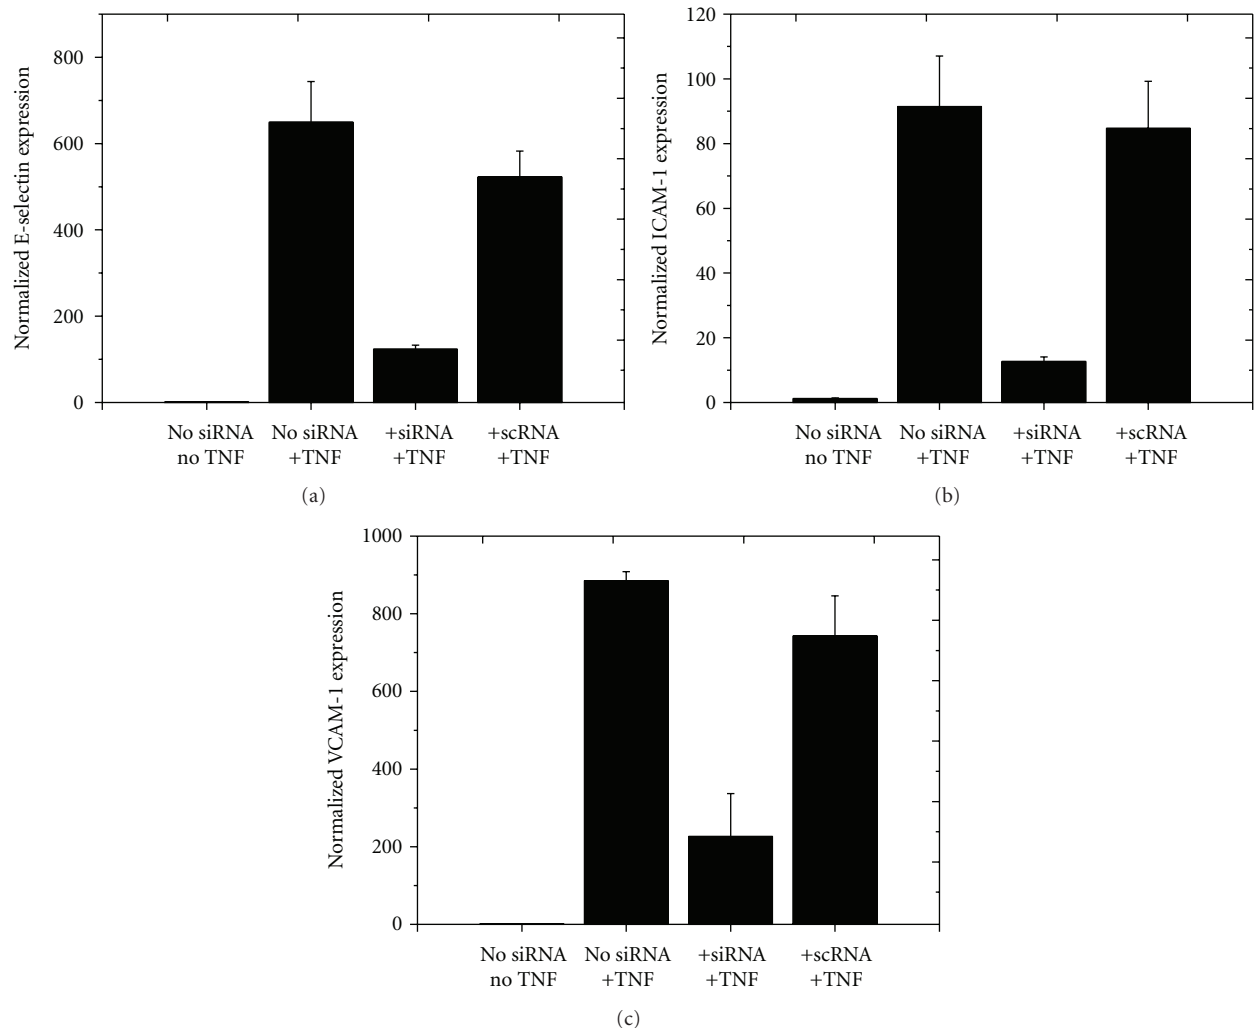 Normalized E-selectin expression
800
600
400
200
0
No siRNA
no TNF
No siRNA
+TNF
+siRNA
+TNF
+scRNA
+TNF
(a)
Normalized ICAM-1 expression
120
100
80
60
40
20
0
No siRNA
no TNF
No siRNA
+TNF
+siRNA
+TNF
+scRNA
+TNF
(b)
Normalized VCAM-1 expression
1000
800
600
400
200
0
No siRNA
no TNF
No siRNA
+TNF
+siRNA
+TNF
+scRNA
+TNF
(c)